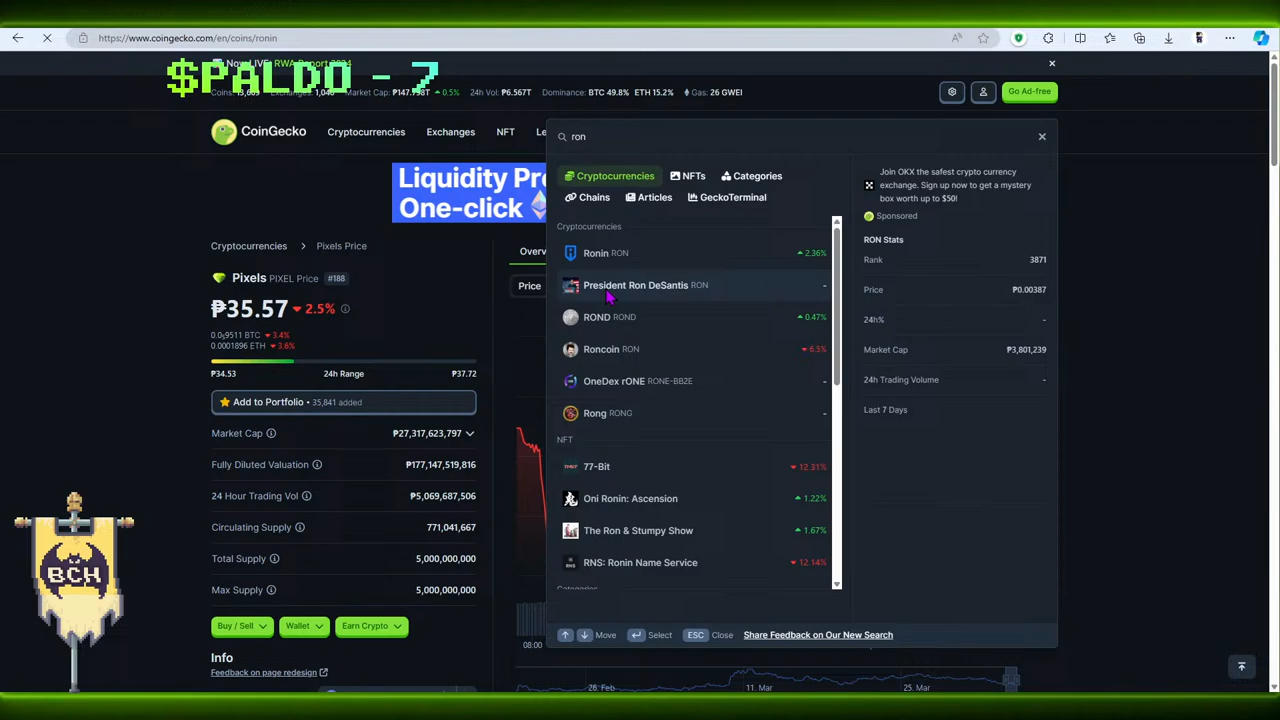 https://www.coingecko.com/en/coins/ronin
Now LIVE: RWA Report 2024
$PALDO - 7
Market Cap: ₱147.798T 0.5% 24h Vol: ₱6.567T Dominance: BTC 49.8% ETH 15.2% Gas: 26 GWEI
Go Ad-free
CoinGecko
Cryptocurrencies
Exchanges
NFT
Le
ron
Cryptocurrencies
NFTs
Categories
Chains
Articles
GeckoTerminal
Join OKX the safest crypto currency
exchange. Sign up now to get a mystery
box worth up to $50!
Sponsored
RON Stats
Rank 3871
Price ₱0.00387
24h% -
Market Cap ₱3,801,239
24h Trading Volume -
Last 7 Days
Cryptocurrencies
Ronin RON 2.36%
President Ron DeSantis RON -
ROND ROND 0.47%
Roncoin RON 6.5%
OneDex rONE RONE-BB2E -
Rong RONG -
NFT
77-Bit 12.31%
Oni Ronin: Ascension 1.22%
The Ron & Stumpy Show 1.67%
RNS: Ronin Name Service 12.14%
Categories
Move
Select
ESC Close
Share Feedback on Our New Search
Liquidity Pr
One-click
Cryptocurrencies > Pixels Price
Pixels PIXEL Price #188
₱35.57 2.5%
0.0₅9511 BTC 3.4%
0.0001896 ETH 3.6%
₱34.53 24h Range ₱37.72
Add to Portfolio • 35,841 added
Market Cap ₱27,317,623,797
Fully Diluted Valuation ₱177,147,519,816
24 Hour Trading Vol ₱5,069,687,506
Circulating Supply 771,041,667
Total Supply 5,000,000,000
Max Supply 5,000,000,000
Buy / Sell
Wallet
Earn Crypto
Info
Feedback on page redesign
Overv
Price
08:00
26. Feb
11. Mar
25. Mar
BCH